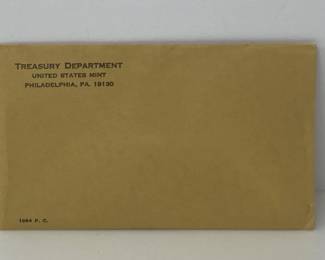 TREASURY DEPARTMENT
UNITED STATES MINT
PHILADELPHIA, PA. 19130
1964 P. C.